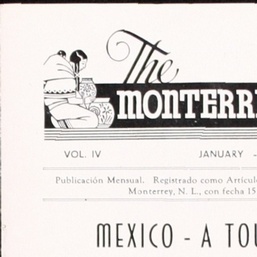 The
MONTERR
VOL. IV JANUARY -
Publicación Mensual. Registrado como Artícul
Monterrey, N. L., con fecha 15
MEXICO - A TOU